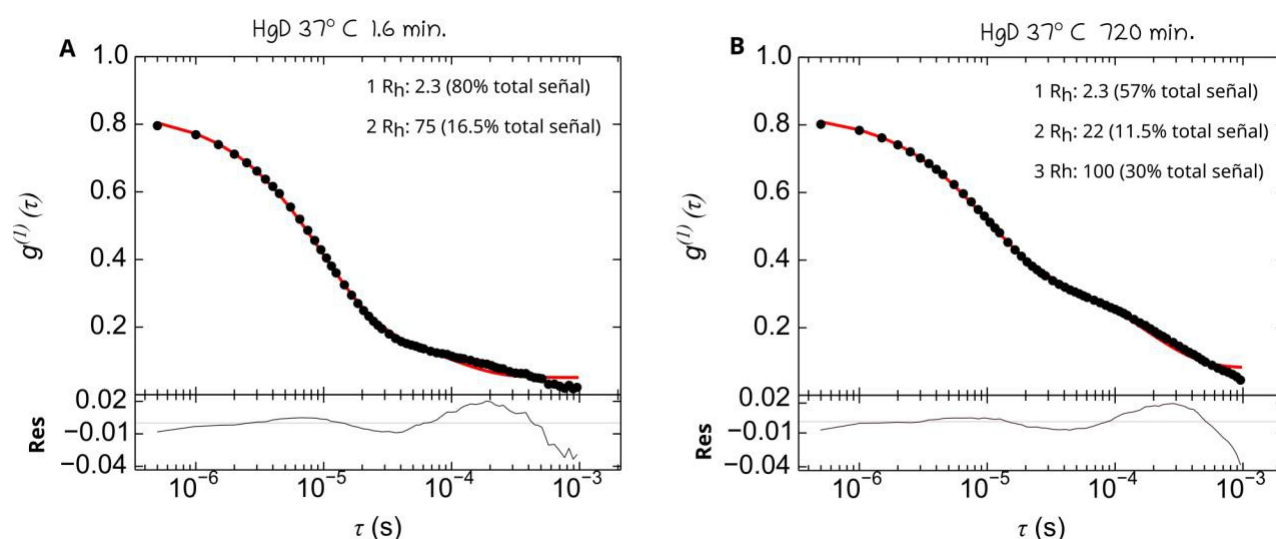 HgD 37° C 1.6 min.
A
1.0
0.8
0.6
0.4
0.2
g⁽¹⁾(τ)
1 Rₕ: 2.3 (80% total señal)
2 Rₕ: 75 (16.5% total señal)
0.02
−0.01
−0.04
Res
10⁻⁶
10⁻⁵
10⁻⁴
10⁻³
τ (s)
HgD 37° C 720 min.
B
1.0
0.8
0.6
0.4
0.2
g⁽¹⁾(τ)
1 Rₕ: 2.3 (57% total señal)
2 Rₕ: 22 (11.5% total señal)
3 Rh: 100 (30% total señal)
0.02
−0.01
−0.04
Res
10⁻⁶
10⁻⁵
10⁻⁴
10⁻³
τ (s)